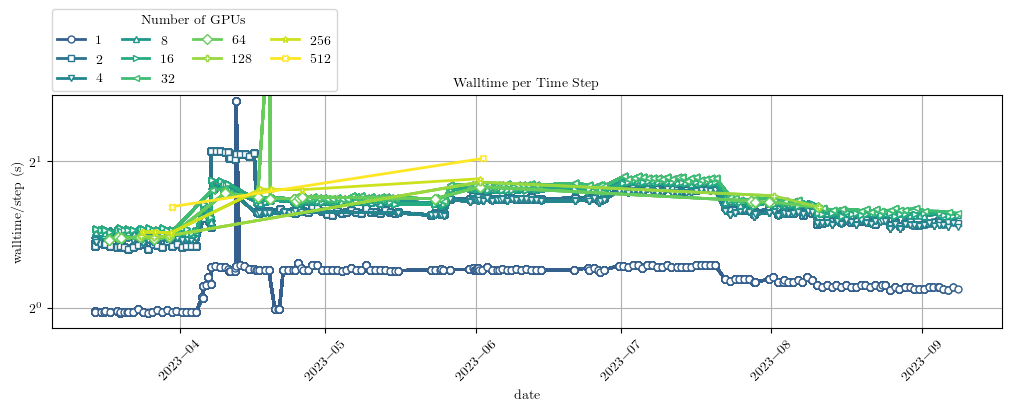 Number of GPUs
1 8 64 256
2 16 128 512
4 32
Walltime per Time Step
walltime/step (s)
2^1
2^0
2023−04 2023−05 2023−06 2023−07 2023−08 2023−09
date